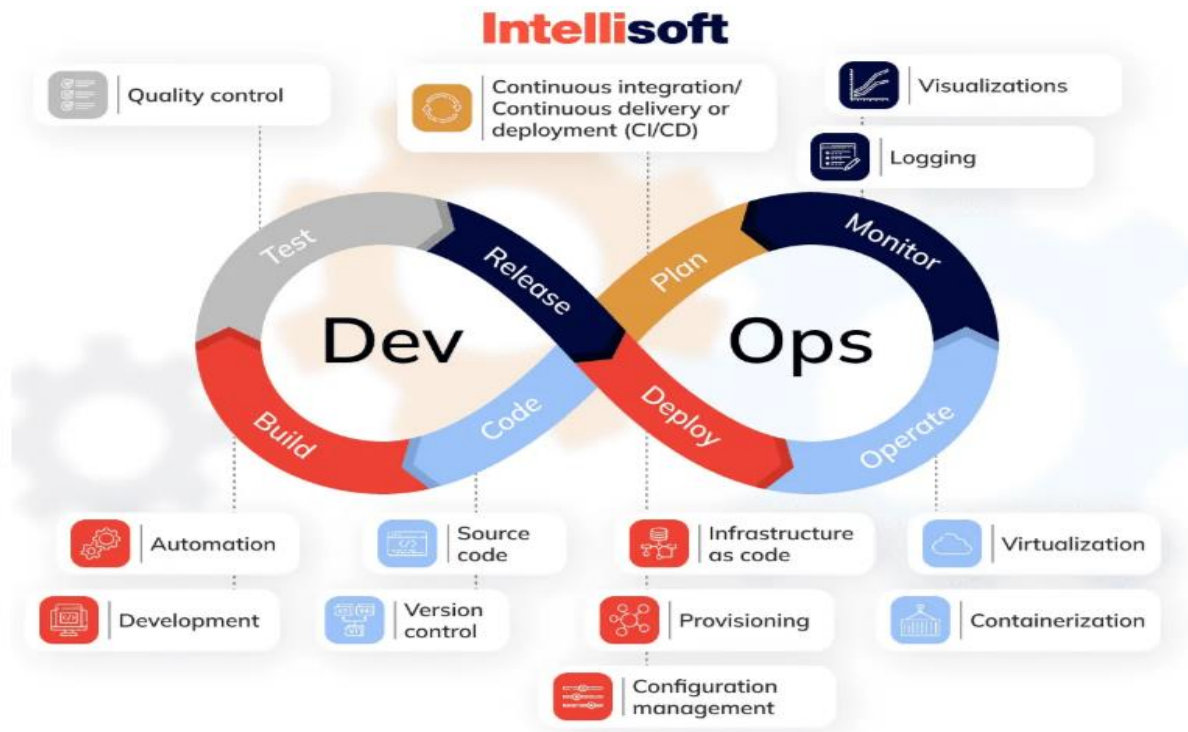 Intellisoft
Quality control
Continuous integration/
Continuous delivery or
deployment (CI/CD)
Visualizations
Logging
Test
Release
Plan
Monitor
Dev
Ops
Build
Code
Deploy
Operate
Automation
Source
code
Infrastructure
as code
Virtualization
Development
Version
control
Provisioning
Containerization
Configuration
management